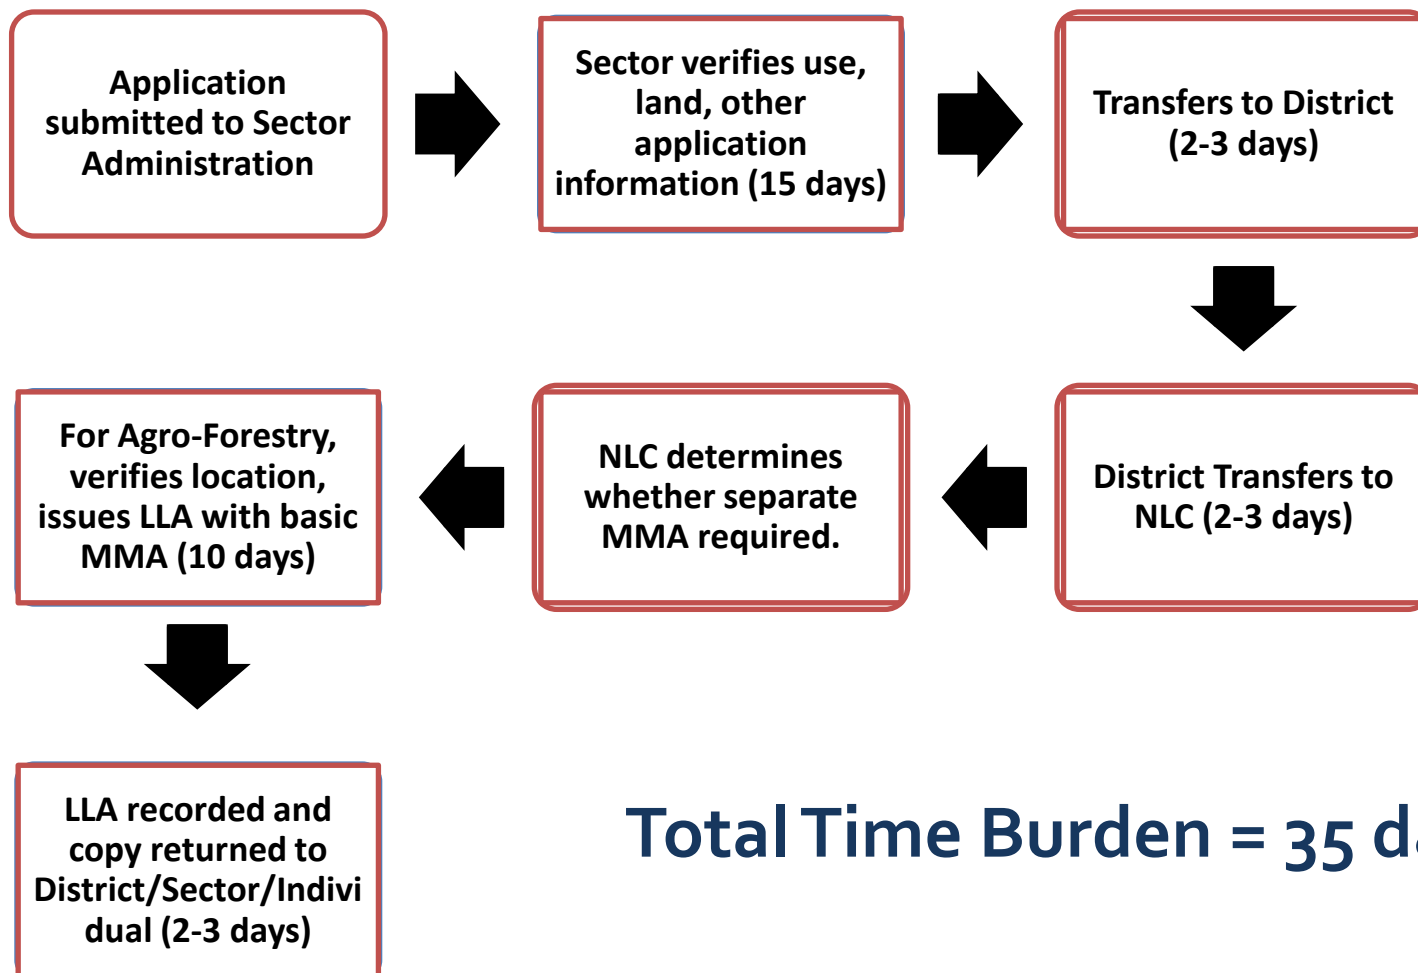 Application
submitted to Sector
Administration
Sector verifies use,
land, other
application
information (15 days)
Transfers to District
(2-3 days)
District Transfers to
NLC (2-3 days)
NLC determines
whether separate
MMA required.
For Agro-Forestry,
verifies location,
issues LLA with basic
MMA (10 days)
LLA recorded and
copy returned to
District/Sector/Indivi
dual (2-3 days)
Total Time Burden = 35